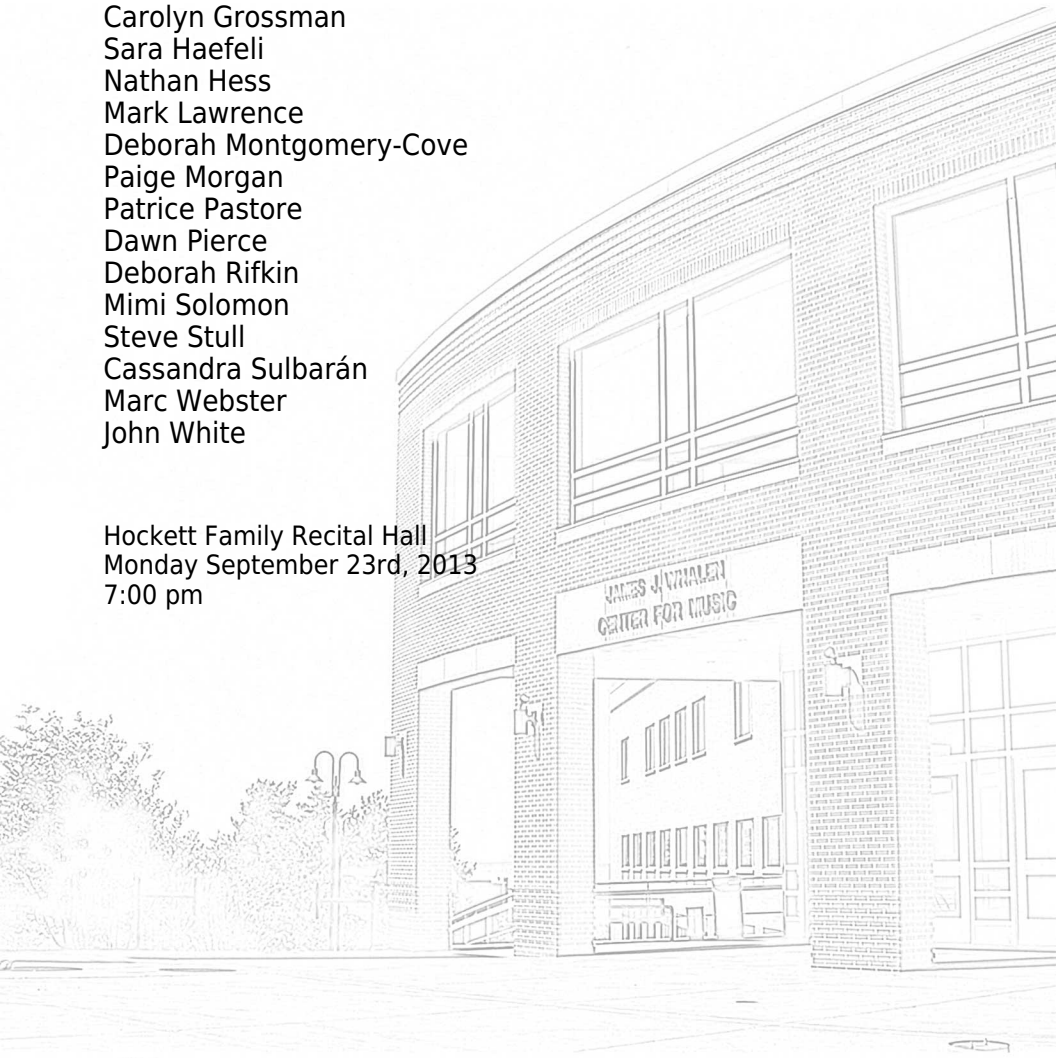 Carolyn Grossman
Sara Haefeli
Nathan Hess
Mark Lawrence
Deborah Montgomery-Cove
Paige Morgan
Patrice Pastore
Dawn Pierce
Deborah Rifkin
Mimi Solomon
Steve Stull
Cassandra Sulbarán
Marc Webster
John White
Hockett Family Recital Hall
Monday September 23rd, 2013
7:00 pm
JAMES J. WHALEN
CENTER FOR MUSIC